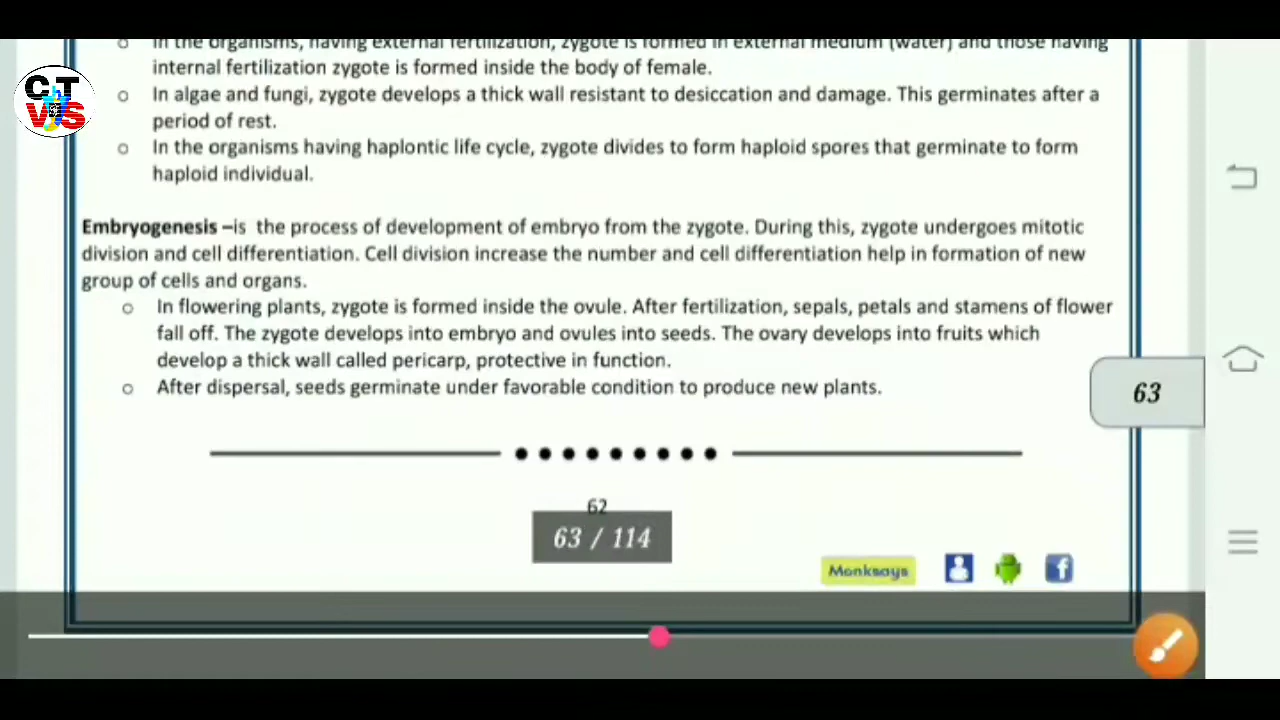 C T
VS
o In the organisms, having external fertilization, zygote is formed in external medium (water) and those having
internal fertilization zygote is formed inside the body of female.
o In algae and fungi, zygote develops a thick wall resistant to desiccation and damage. This germinates after a
period of rest.
o In the organisms having haplontic life cycle, zygote divides to form haploid spores that germinate to form
haploid individual.
Embryogenesis –is the process of development of embryo from the zygote. During this, zygote undergoes mitotic
division and cell differentiation. Cell division increase the number and cell differentiation help in formation of new
group of cells and organs.
o In flowering plants, zygote is formed inside the ovule. After fertilization, sepals, petals and stamens of flower
fall off. The zygote develops into embryo and ovules into seeds. The ovary develops into fruits which
develop a thick wall called pericarp, protective in function.
o After dispersal, seeds germinate under favorable condition to produce new plants.
63
62
63 / 114
Monksays
f